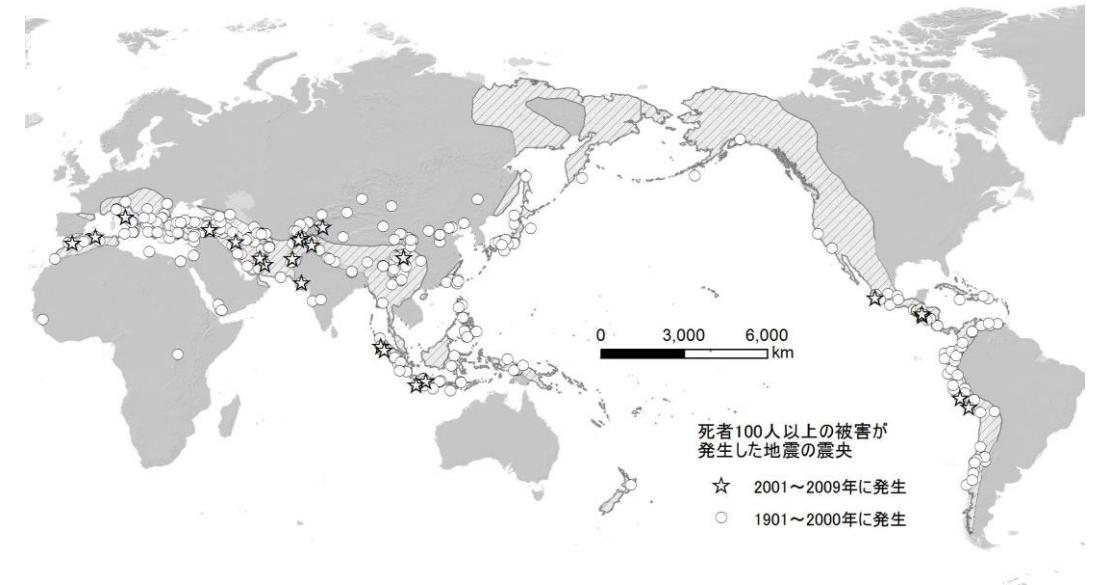 0 3,000 6,000
km
死者100人以上の被害が
発生した地震の震央
☆ 2001～2009年に発生
○ 1901～2000年に発生